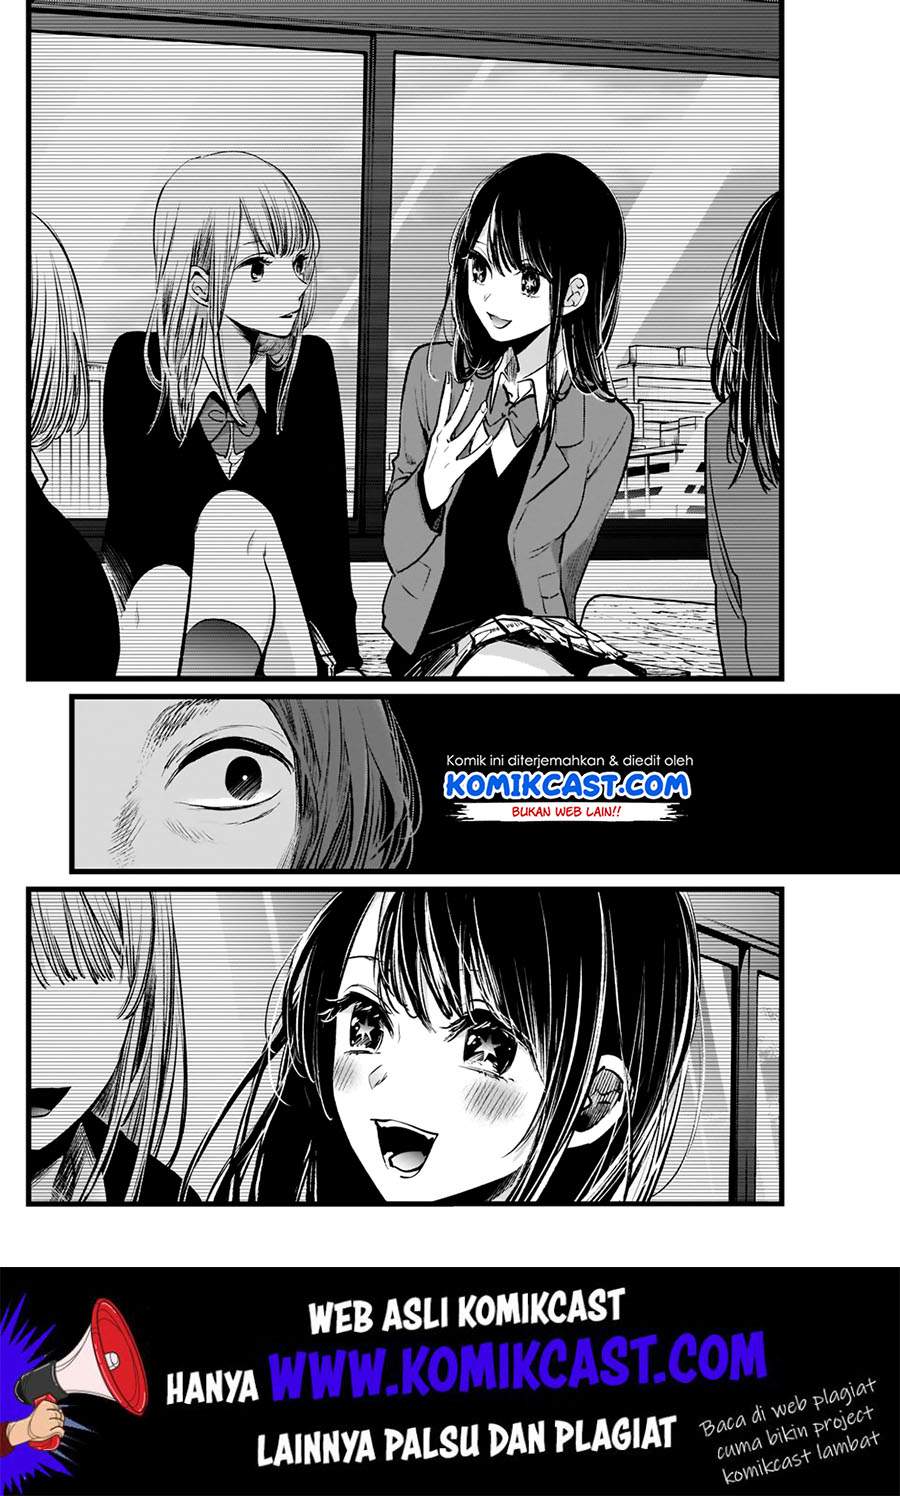 Komik ini diterjemahkan & diedit oleh
KOMIKCAST.COM
BUKAN WEB LAIN!!
WEB ASLI KOMIKCAST
HANYA WWW.KOMIKCAST.COM
LAINNYA PALSU DAN PLAGIAT
Baca di web plagiat
cuma bikin project
komikcast lambat